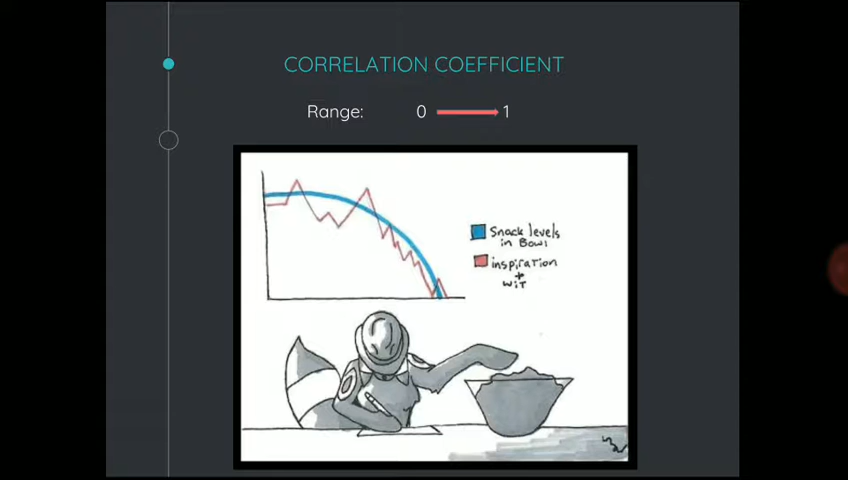 CORRELATION COEFFICIENT
Range: 0 1
Snack levels
in Bowl
inspiration
+
WiT